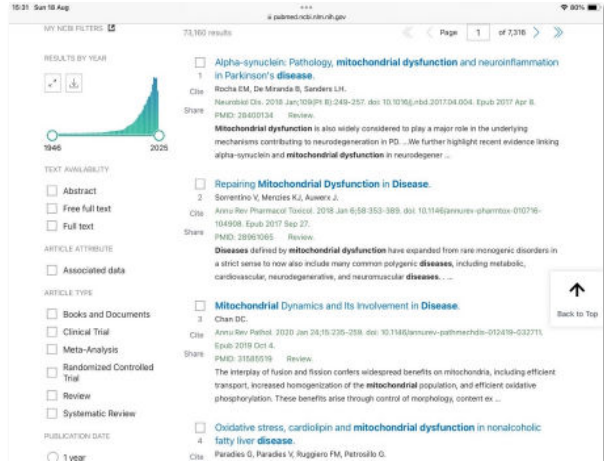 15:31 Sun 18 Aug
pubmed.ncbi.nlm.nih.gov
80%
MY NCBI FILTERS
73,160 results
Page 1 of 7,316
RESULTS BY YEAR
1946 2025
TEXT AVAILABILITY
Abstract
Free full text
Full text
ARTICLE ATTRIBUTE
Associated data
ARTICLE TYPE
Books and Documents
Clinical Trial
Meta-Analysis
Randomized Controlled
Trial
Review
Systematic Review
PUBLICATION DATE
1 year
1
Cite
Share
Alpha-synuclein: Pathology, mitochondrial dysfunction and neuroinflammation
in Parkinson's disease.
Rocha EM, De Miranda B, Sanders LH.
Neurobiol Dis. 2018 Jan;109(Pt B):249-257. doi: 10.1016/j.nbd.2017.04.004. Epub 2017 Apr 8.
PMID: 28400134 Review.
Mitochondrial dysfunction is also widely considered to play a major role in the underlying
mechanisms contributing to neurodegeneration in PD. ...We further highlight recent evidence linking
alpha-synuclein and mitochondrial dysfunction in neurodegener ...
2
Cite
Share
Repairing Mitochondrial Dysfunction in Disease.
Sorrentino V, Menzies KJ, Auwerx J.
Annu Rev Pharmacol Toxicol. 2018 Jan 6;58:353-389. doi: 10.1146/annurev-pharmtox-010716-
104908. Epub 2017 Sep 27.
PMID: 28961065 Review.
Diseases defined by mitochondrial dysfunction have expanded from rare monogenic disorders in
a strict sense to now also include many common polygenic diseases, including metabolic,
cardiovascular, neurodegenerative, and neuromuscular diseases. ...
3
Cite
Share
Mitochondrial Dynamics and Its Involvement in Disease.
Chan DC.
Annu Rev Pathol. 2020 Jan 24;15:235-259. doi: 10.1146/annurev-pathmechdis-012419-032711.
Epub 2019 Oct 4.
PMID: 31585519 Review.
The interplay of fusion and fission confers widespread benefits on mitochondria, including efficient
transport, increased homogenization of the mitochondrial population, and efficient oxidative
phosphorylation. These benefits arise through control of morphology, content ex ...
4
Cite
Oxidative stress, cardiolipin and mitochondrial dysfunction in nonalcoholic
fatty liver disease.
Paradies G, Paradies V, Ruggiero FM, Petrosillo G.
Back to Top